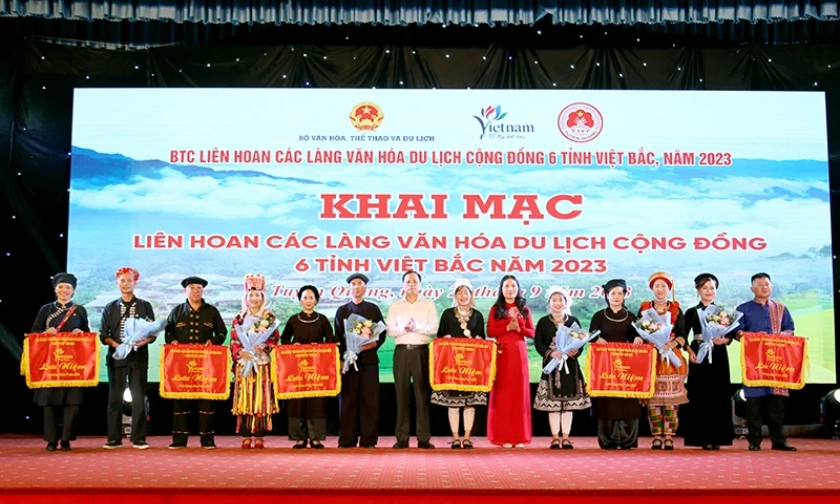 BỘ VĂN HÓA, THỂ THAO VÀ DU LỊCH
Vietnam
BTC LIÊN HOAN CÁC LÀNG VĂN HÓA DU LỊCH CỘNG ĐỒNG 6 TỈNH VIỆT BẮC, NĂM 2023
KHAI MẠC
LIÊN HOAN CÁC LÀNG VĂN HÓA DU LỊCH CỘNG ĐỒNG
6 TỈNH VIỆT BẮC NĂM 2023
Lưu Niệm
Lưu Niệm
Lưu Niệm
Lưu Niệm
Lưu Niệm
Lưu Niệm